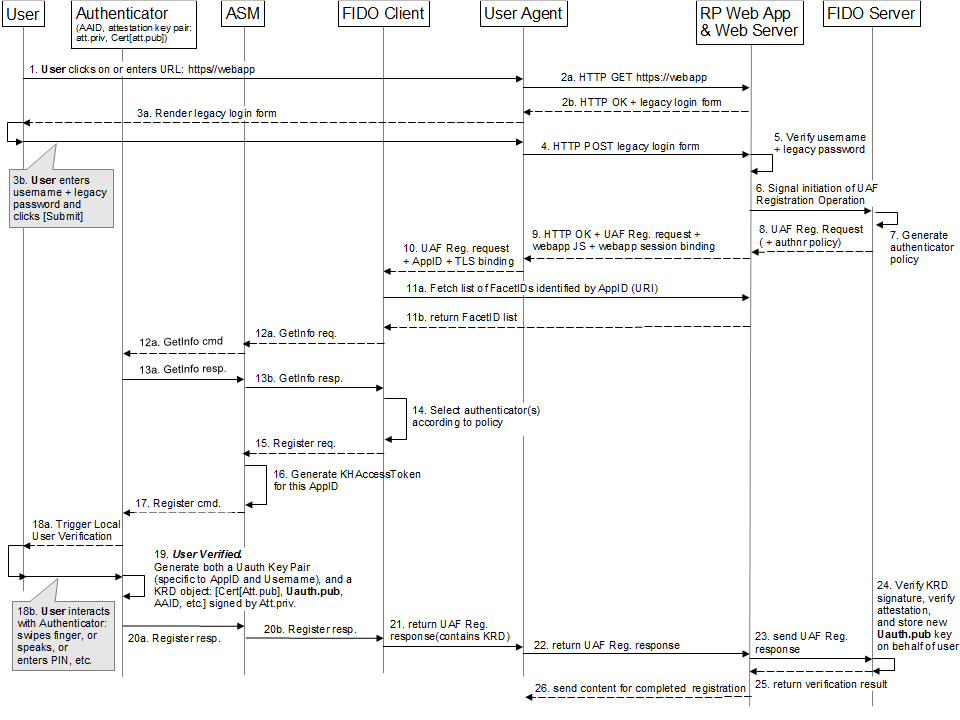 User
Authenticator
(AAID, attestation key pair:
att.priv, Cert[att.pub])
ASM
FIDO Client
User Agent
RP Web App
& Web Server
FIDO Server
1. User clicks on or enters URL: https//webapp
2a. HTTP GET https://webapp
2b. HTTP OK + legacy login form
3a. Render legacy login form
3b. User enters
username + legacy
password and
clicks [Submit]
4. HTTP POST legacy login form
5. Verify username
+ legacy password
6. Signal initiation of UAF
Registration Operation
7. Generate
authenticator
policy
8. UAF Reg. Request
( + authnr policy)
9. HTTP OK + UAF Reg. request +
webapp JS + webapp session binding
10. UAF Reg. request
+ AppID + TLS binding
11a. Fetch list of FacetIDs identified by AppID (URI)
11b. return FacetID list
12a. GetInfo req.
12a. GetInfo cmd
13a. GetInfo resp.
13b. GetInfo resp.
14. Select authenticator(s)
according to policy
15. Register req.
16. Generate KHAccessToken
for this AppID
17. Register cmd.
18a. Trigger Local
User Verification
18b. User interacts
with Authenticator:
swipes finger, or
speaks, or
enters PIN, etc.
19. User Verified.
Generate both a Uauth Key Pair
(specific to AppID and Username), and a
KRD object: [Cert[Att.pub], Uauth.pub,
AAID, etc.] signed by Att.priv.
20a. Register resp.
20b. Register resp.
21. return UAF Reg.
response(contains KRD)
22. return UAF Reg. response
23. send UAF Reg.
response
24. Verify KRD
signature, verify
attestation,
and store new
Uauth.pub key
on behalf of user
25. return verification result
26. send content for completed registration